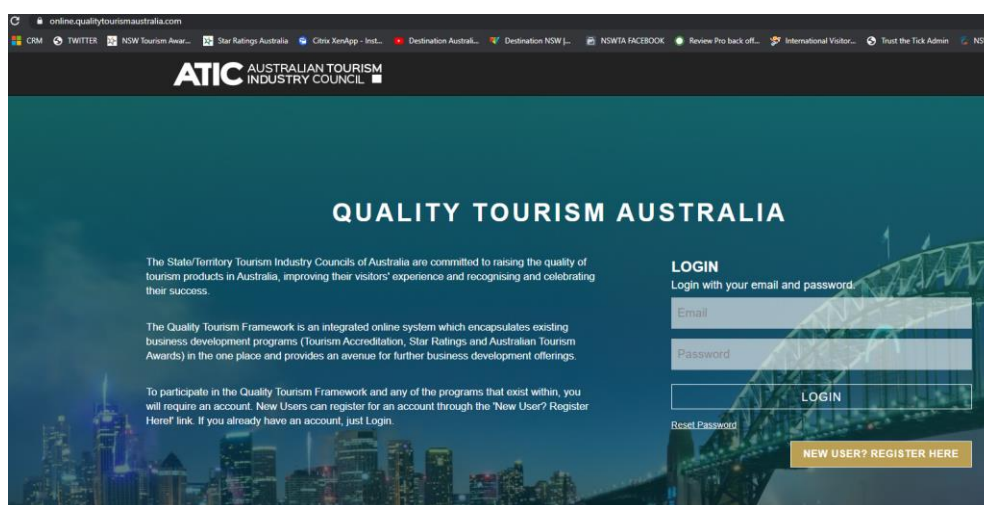 online.qualitytourismaustralia.com
CRM TWITTER NSW Tourism Awar... Star Ratings Australia Citrix XenApp - Inst... Destination Australi... Destination NSW |... NSWTA FACEBOOK Review Pro back off... International Visitor... Trust the Tick Admin NS
ATIC AUSTRALIAN TOURISM
INDUSTRY COUNCIL
QUALITY TOURISM AUSTRALIA
The State/Territory Tourism Industry Councils of Australia are committed to raising the quality of
tourism products in Australia, improving their visitors' experience and recognising and celebrating
their success.
The Quality Tourism Framework is an integrated online system which encapsulates existing
business development programs (Tourism Accreditation, Star Ratings and Australian Tourism
Awards) in the one place and provides an avenue for further business development offerings.
To participate in the Quality Tourism Framework and any of the programs that exist within, you
will require an account. New Users can register for an account through the 'New User? Register
Here!' link. If you already have an account, just Login.
LOGIN
Login with your email and password.
Email
Password
LOGIN
Reset Password
NEW USER? REGISTER HERE